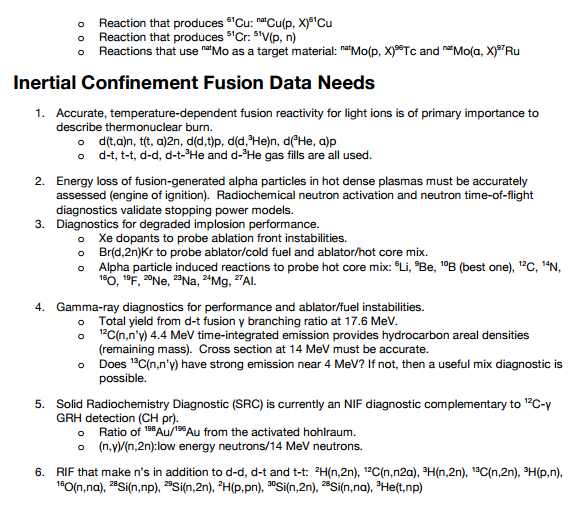 o Reaction that produces ⁶¹Cu: ⁿᵃᵗCu(p, X)⁶¹Cu
o Reaction that produces ⁵¹Cr: ⁵¹V(p, n)
o Reactions that use ⁿᵃᵗMo as a target material: ⁿᵃᵗMo(p, X)⁹⁶Tc and ⁿᵃᵗMo(α, X)⁹⁷Ru
Inertial Confinement Fusion Data Needs
1. Accurate, temperature-dependent fusion reactivity for light ions is of primary importance to
describe thermonuclear burn.
o d(t,α)n, t(t, α)2n, d(d,t)p, d(d,³He)n, d(³He, α)p
o d-t, t-t, d-d, d-t-³He and d-³He gas fills are all used.
2. Energy loss of fusion-generated alpha particles in hot dense plasmas must be accurately
assessed (engine of ignition). Radiochemical neutron activation and neutron time-of-flight
diagnostics validate stopping power models.
3. Diagnostics for degraded implosion performance.
o Xe dopants to probe ablation front instabilities.
o Br(d,2n)Kr to probe ablator/cold fuel and ablator/hot core mix.
o Alpha particle induced reactions to probe hot core mix: ⁶Li, ⁹Be, ¹⁰B (best one), ¹²C, ¹⁴N,
¹⁶O, ¹⁹F, ²⁰Ne, ²³Na, ²⁴Mg, ²⁷Al.
4. Gamma-ray diagnostics for performance and ablator/fuel instabilities.
o Total yield from d-t fusion γ branching ratio at 17.6 MeV.
o ¹²C(n,n'γ) 4.4 MeV time-integrated emission provides hydrocarbon areal densities
(remaining mass). Cross section at 14 MeV must be accurate.
o Does ¹³C(n,n'γ) have strong emission near 4 MeV? If not, then a useful mix diagnostic is
possible.
5. Solid Radiochemistry Diagnostic (SRC) is currently an NIF diagnostic complementary to ¹²C-γ
GRH detection (CH ρr).
o Ratio of ¹⁹⁸Au/¹⁹⁶Au from the activated hohlraum.
o (n,γ)/(n,2n):low energy neutrons/14 MeV neutrons.
6. RIF that make n's in addition to d-d, d-t and t-t: ²H(n,2n), ¹²C(n,n2α), ³H(n,2n), ¹³C(n,2n), ³H(p,n),
¹⁶O(n,nα), ²⁸Si(n,np), ²⁹Si(n,2n), ²H(p,pn), ³⁰Si(n,2n), ²⁸Si(n,nα), ³He(t,np)